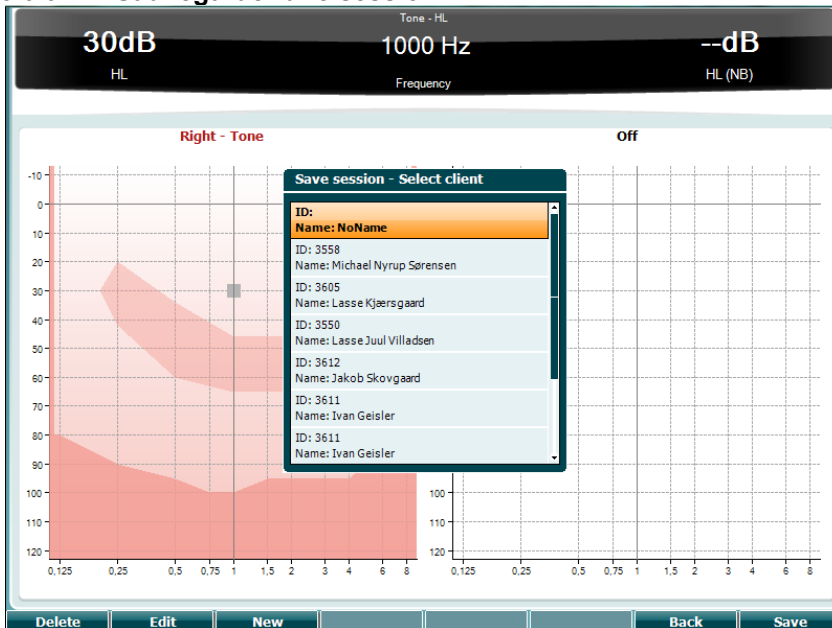 Tone - HL
30dB
1000 Hz
--dB
HL
Frequency
HL (NB)
Right - Tone
Off
Save session - Select client
ID:
Name: NoName
ID: 3558
Name: Michael Nyrup Sørensen
ID: 3605
Name: Lasse Kjærsgaard
ID: 3550
Name: Lasse Juul Villadsen
ID: 3612
Name: Jakob Skovgaard
ID: 3611
Name: Ivan Geisler
ID: 3611
Name: Ivan Geisler
-10
0
10
20
30
40
50
60
70
80
90
100
110
120
100
110
120
0,125 0,25 0,5 0,75 1 1,5 2 3 4 6 8
0,125 0,25 0,5 0,75 1 1,5 2 3 4 6 8
Delete Edit New Back Save